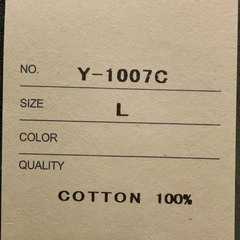 NO. Y-1007C
SIZE L
COLOR
QUALITY
COTTON 100%